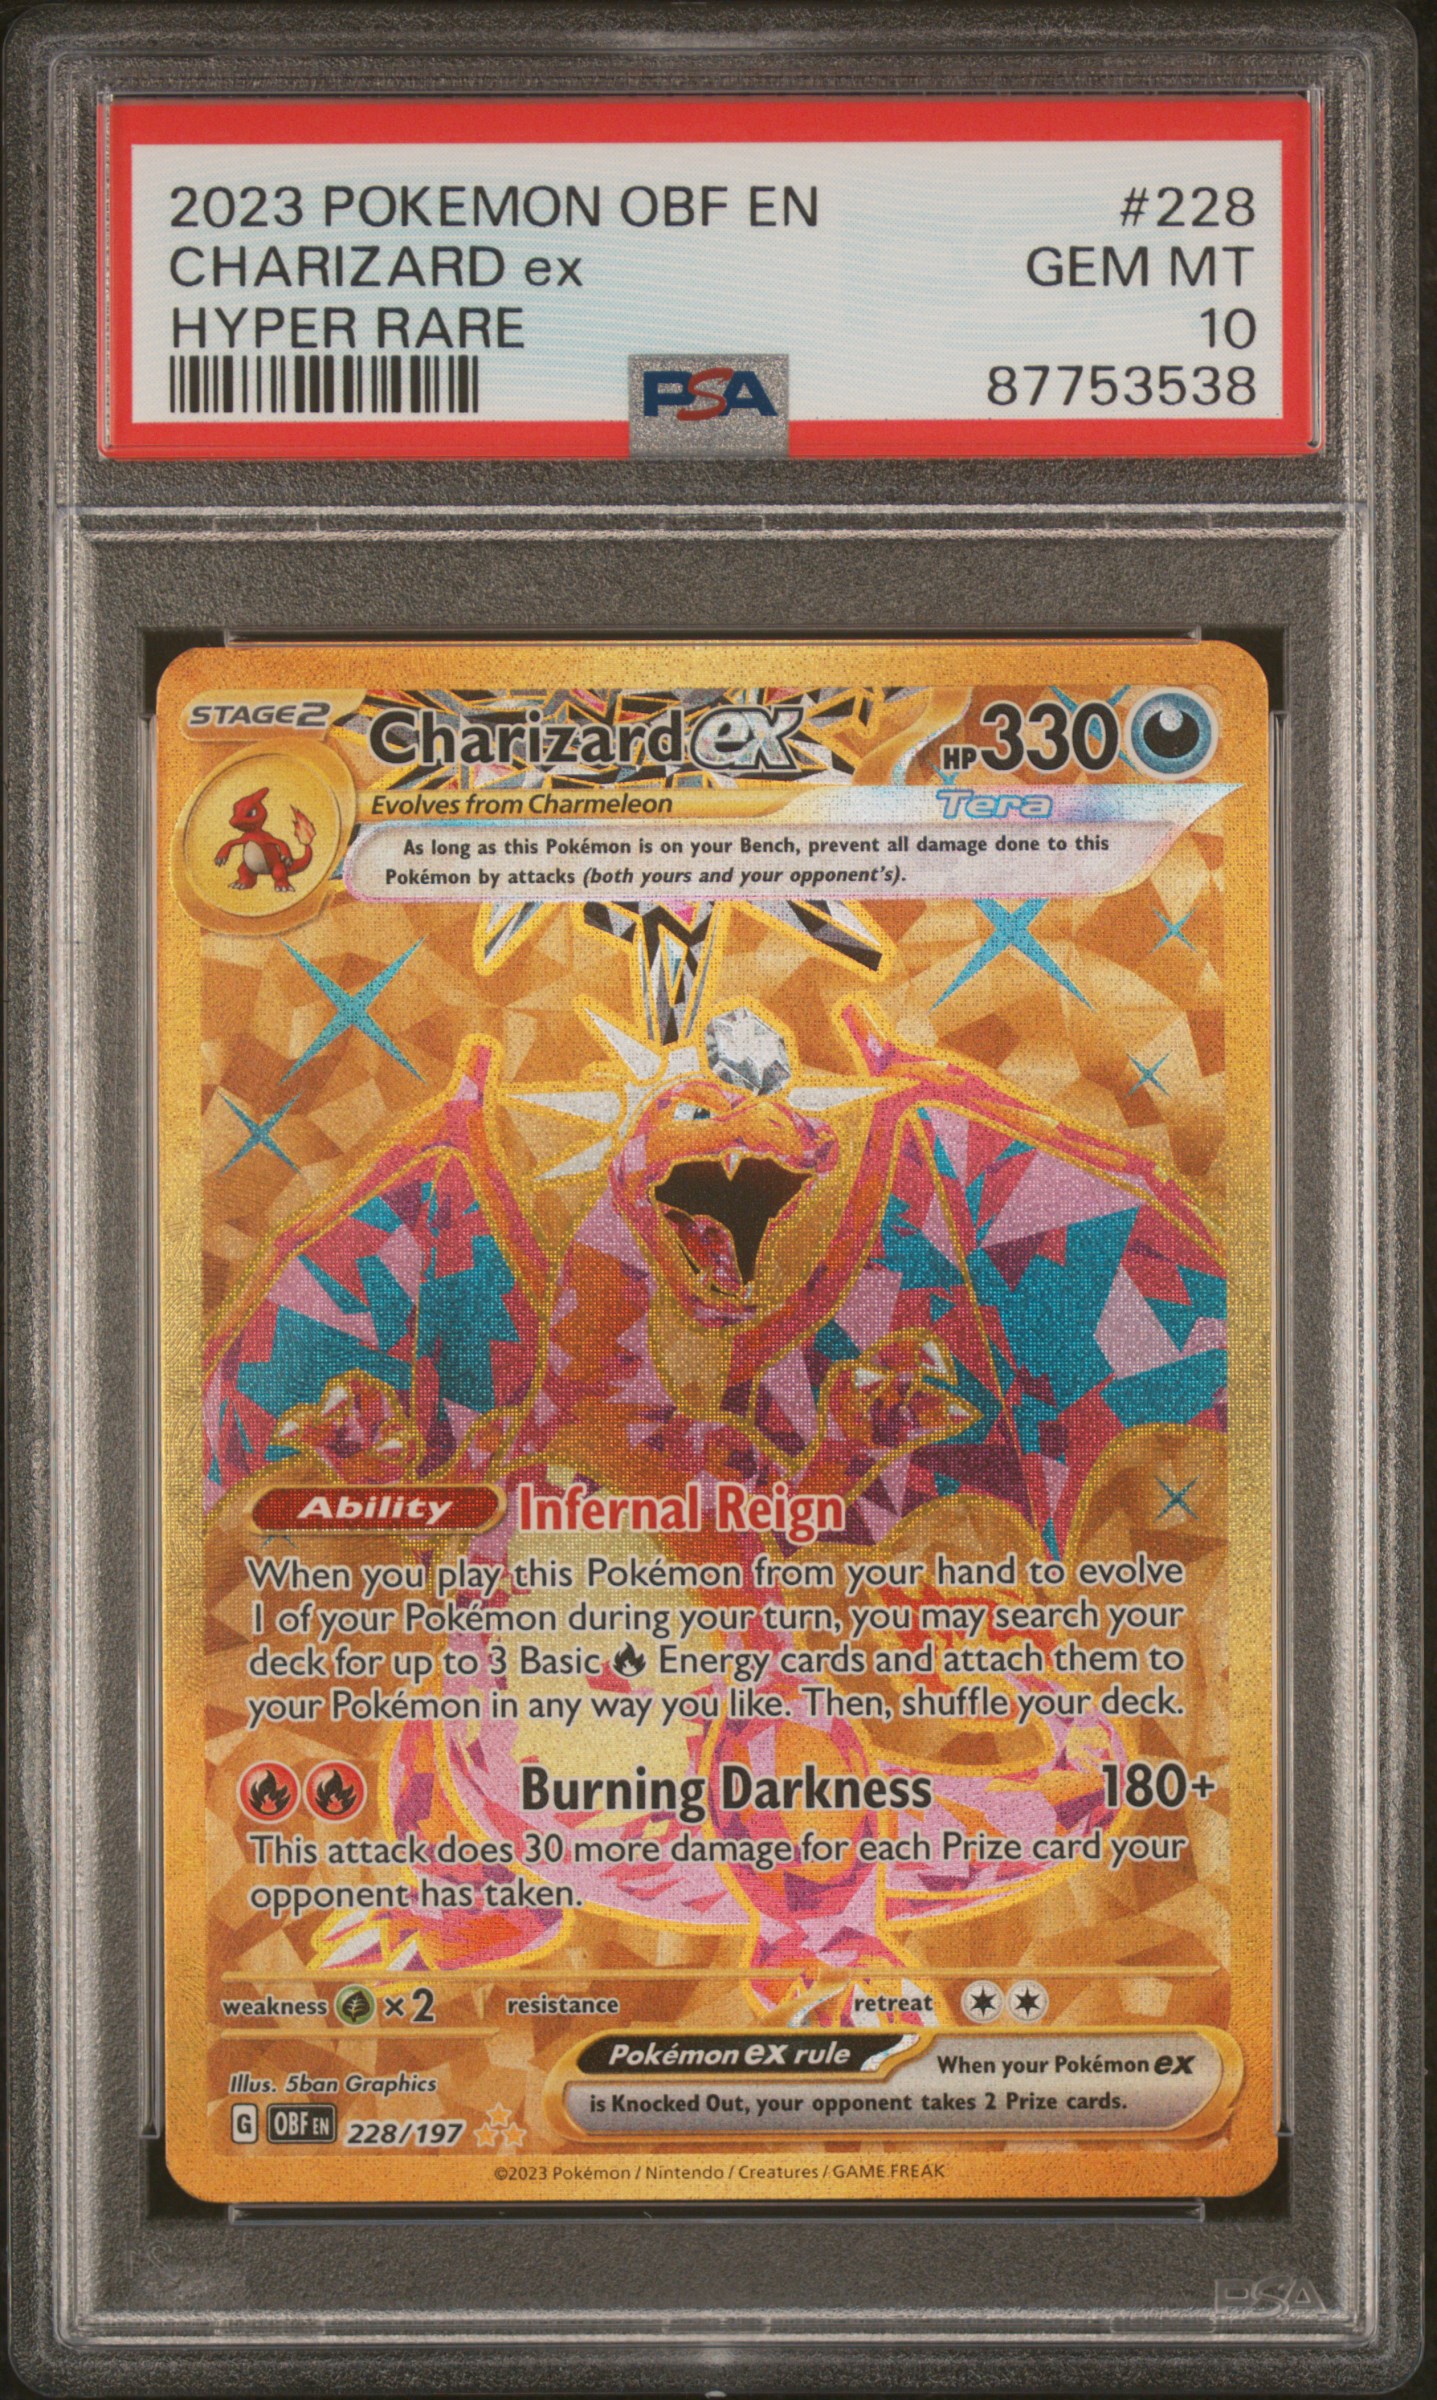 2023 POKEMON OBF EN #228
CHARIZARD ex GEM MT
HYPER RARE 10
PSA 87753538
STAGE2 Charizard ex HP 330
Evolves from Charmeleon Tera
As long as this Pokémon is on your Bench, prevent all damage done to this
Pokémon by attacks (both yours and your opponent's).
Ability Infernal Reign
When you play this Pokémon from your hand to evolve
1 of your Pokémon during your turn, you may search your
deck for up to 3 Basic Energy cards and attach them to
your Pokémon in any way you like. Then, shuffle your deck.
Burning Darkness 180+
This attack does 30 more damage for each Prize card your
opponent has taken.
weakness ×2 resistance retreat
Pokémon ex rule When your Pokémon ex
is Knocked Out, your opponent takes 2 Prize cards.
Illus. 5ban Graphics
G OBF EN 228/197
©2023 Pokémon / Nintendo / Creatures / GAME FREAK
PSA